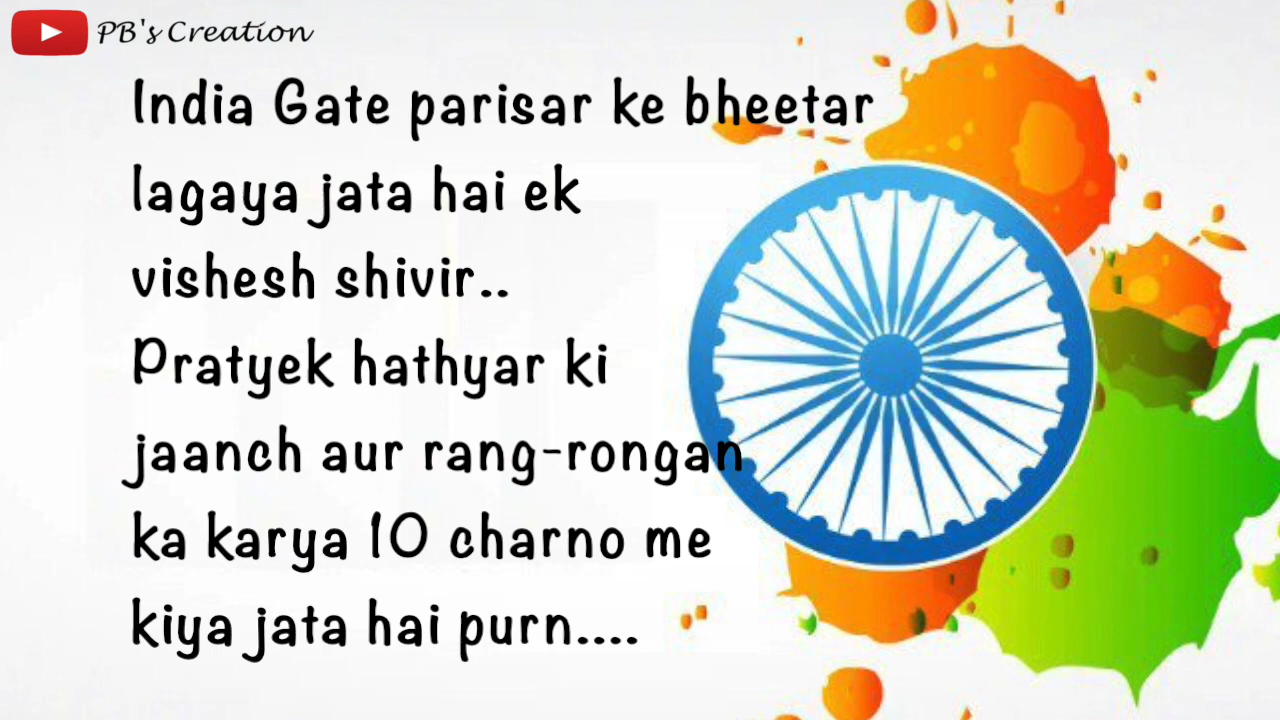 PB's Creation
India Gate parisar ke bheetar
lagaya jata hai ek
vishesh shivir..
Pratyek hathyar ki
jaanch aur rang-rongan
ka karya 10 charno me
kiya jata hai purn....